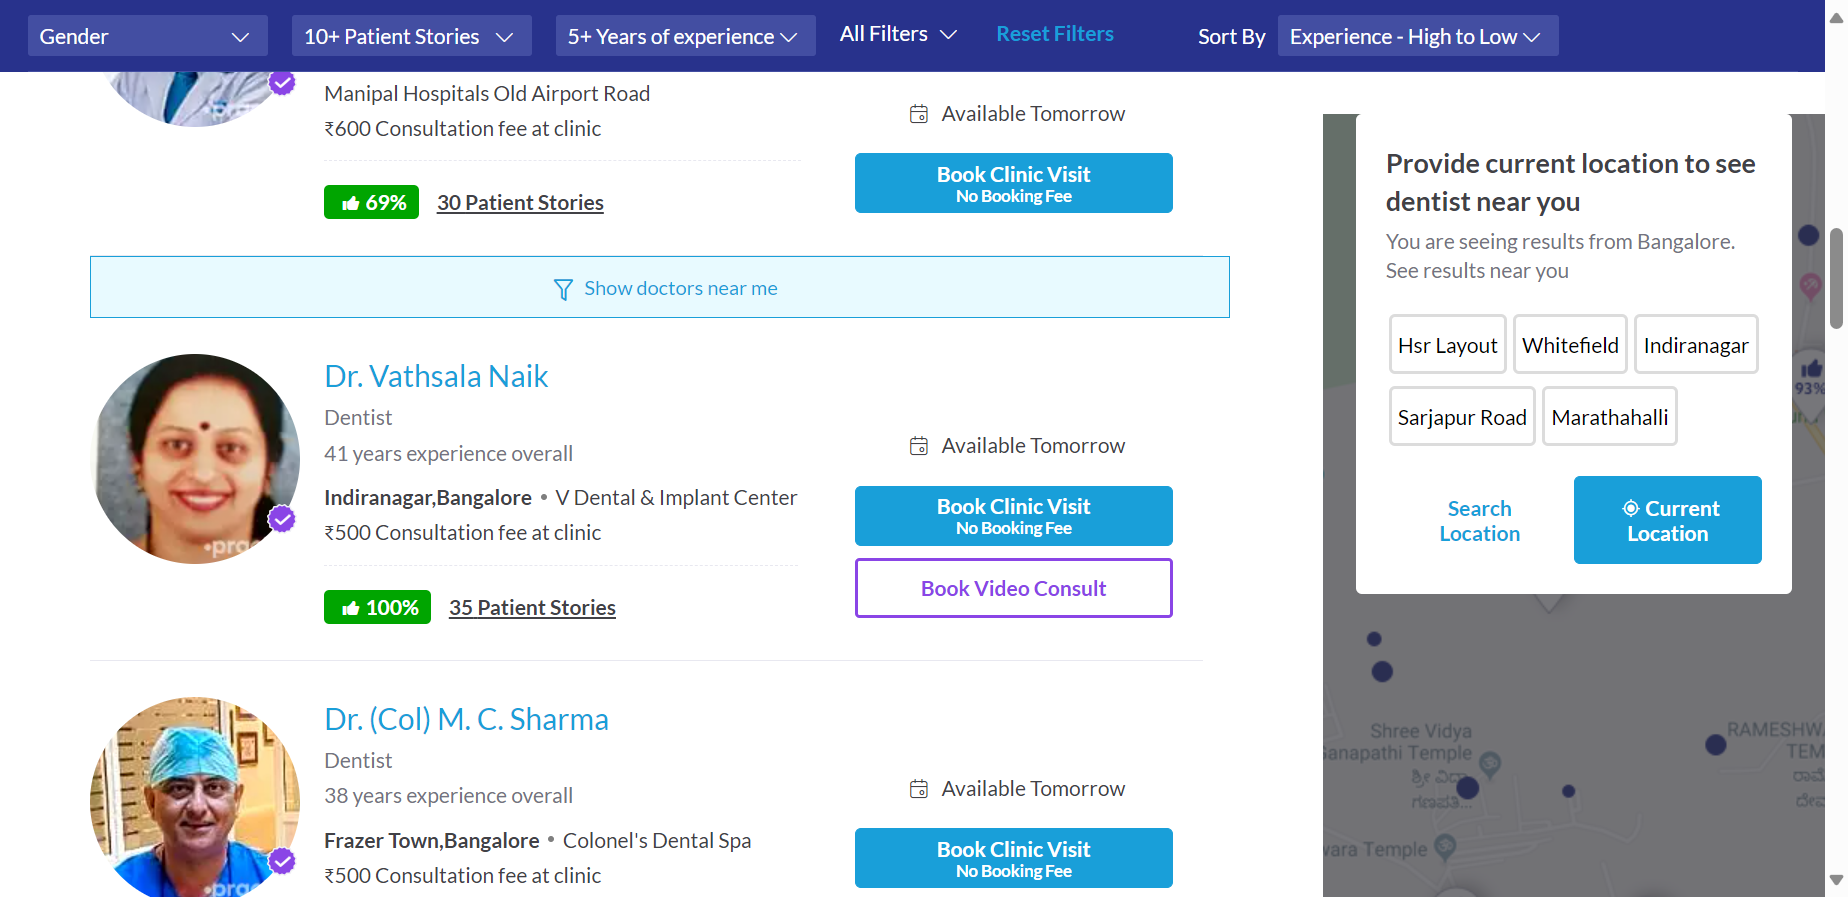 Gender
10+ Patient Stories
5+ Years of experience
All Filters
Reset Filters
Sort By
Experience - High to Low
Manipal Hospitals Old Airport Road
₹600 Consultation fee at clinic
69%
30 Patient Stories
Available Tomorrow
Book Clinic Visit
No Booking Fee
Show doctors near me
Dr. Vathsala Naik
Dentist
41 years experience overall
Indiranagar,Bangalore • V Dental & Implant Center
₹500 Consultation fee at clinic
100%
35 Patient Stories
Available Tomorrow
Book Clinic Visit
No Booking Fee
Book Video Consult
Dr. (Col) M. C. Sharma
Dentist
38 years experience overall
Frazer Town,Bangalore • Colonel's Dental Spa
₹500 Consultation fee at clinic
Available Tomorrow
Book Clinic Visit
No Booking Fee
Provide current location to see
dentist near you
You are seeing results from Bangalore.
See results near you
Hsr Layout
Whitefield
Indiranagar
Sarjapur Road
Marathahalli
Search
Location
Current
Location
93%
Shree Vidya
Ganapathi Temple
ಶ್ರೀ ವಿದ್ಯಾ
ಗಣಪತಿ...
Temple